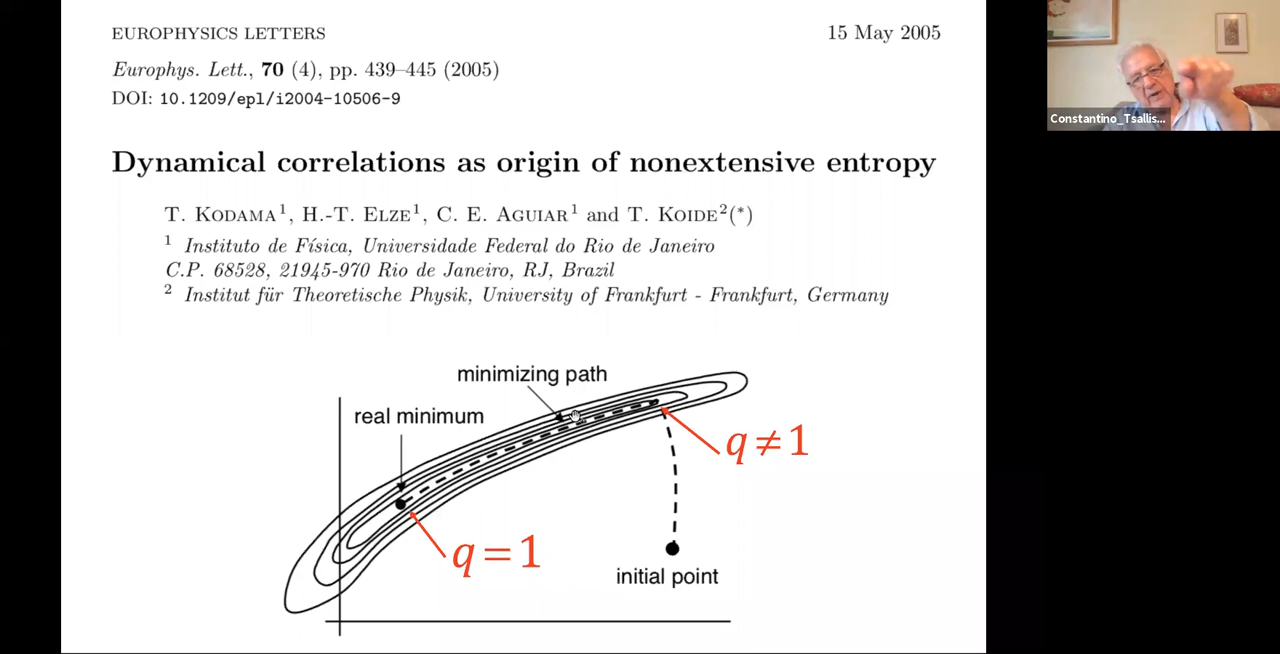 EUROPHYSICS LETTERS
15 May 2005
Europhys. Lett., 70 (4), pp. 439–445 (2005)
DOI: 10.1209/epl/i2004-10506-9
Dynamical correlations as origin of nonextensive entropy
T. Kodama¹, H.-T. Elze¹, C. E. Aguiar¹ and T. Koide²(*)
¹ Instituto de Física, Universidade Federal do Rio de Janeiro
C.P. 68528, 21945-970 Rio de Janeiro, RJ, Brazil
² Institut für Theoretische Physik, University of Frankfurt - Frankfurt, Germany
minimizing path
real minimum
q ≠ 1
q = 1
initial point
Constantino_Tsallis...